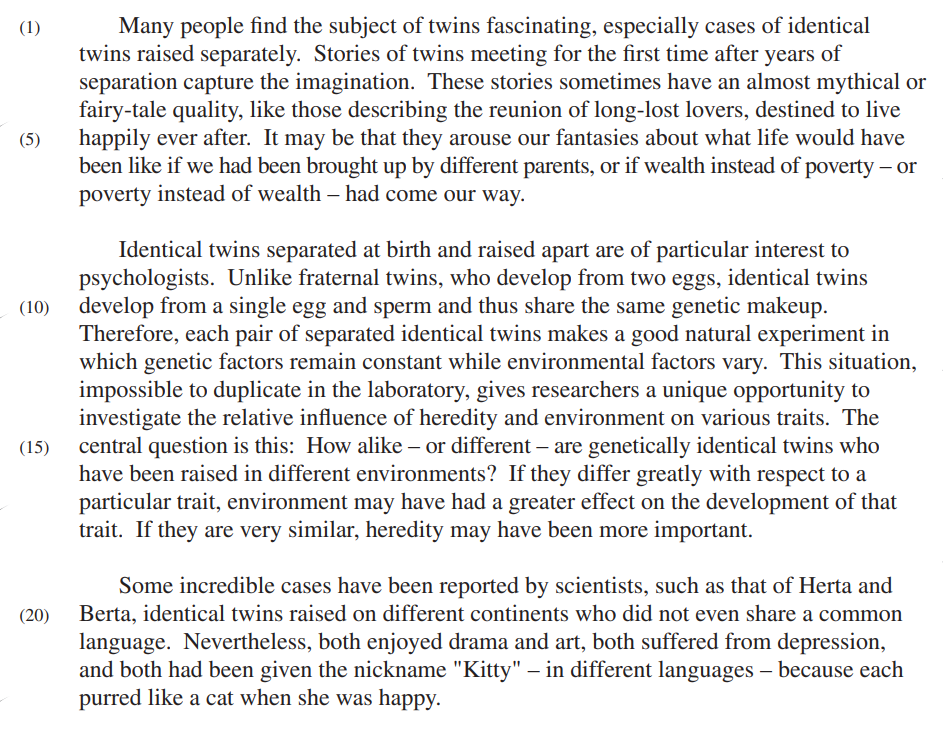 (1) Many people find the subject of twins fascinating, especially cases of identical
twins raised separately. Stories of twins meeting for the first time after years of
separation capture the imagination. These stories sometimes have an almost mythical or
fairy-tale quality, like those describing the reunion of long-lost lovers, destined to live
(5) happily ever after. It may be that they arouse our fantasies about what life would have
been like if we had been brought up by different parents, or if wealth instead of poverty – or
poverty instead of wealth – had come our way.
Identical twins separated at birth and raised apart are of particular interest to
psychologists. Unlike fraternal twins, who develop from two eggs, identical twins
(10) develop from a single egg and sperm and thus share the same genetic makeup.
Therefore, each pair of separated identical twins makes a good natural experiment in
which genetic factors remain constant while environmental factors vary. This situation,
impossible to duplicate in the laboratory, gives researchers a unique opportunity to
investigate the relative influence of heredity and environment on various traits. The
(15) central question is this: How alike – or different – are genetically identical twins who
have been raised in different environments? If they differ greatly with respect to a
particular trait, environment may have had a greater effect on the development of that
trait. If they are very similar, heredity may have been more important.
Some incredible cases have been reported by scientists, such as that of Herta and
(20) Berta, identical twins raised on different continents who did not even share a common
language. Nevertheless, both enjoyed drama and art, both suffered from depression,
and both had been given the nickname "Kitty" – in different languages – because each
purred like a cat when she was happy.